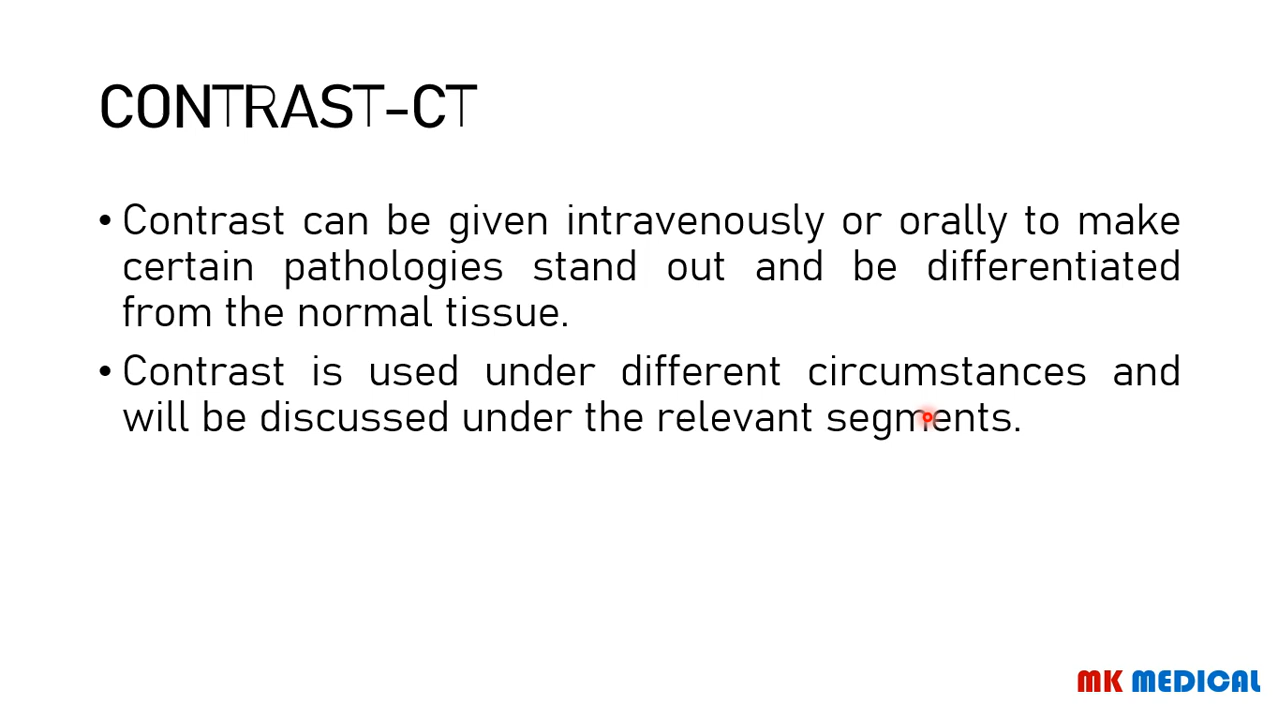 CONTRAST-CT
• Contrast can be given intravenously or orally to make
certain pathologies stand out and be differentiated
from the normal tissue.
• Contrast is used under different circumstances and
will be discussed under the relevant segments.
MK MEDICAL